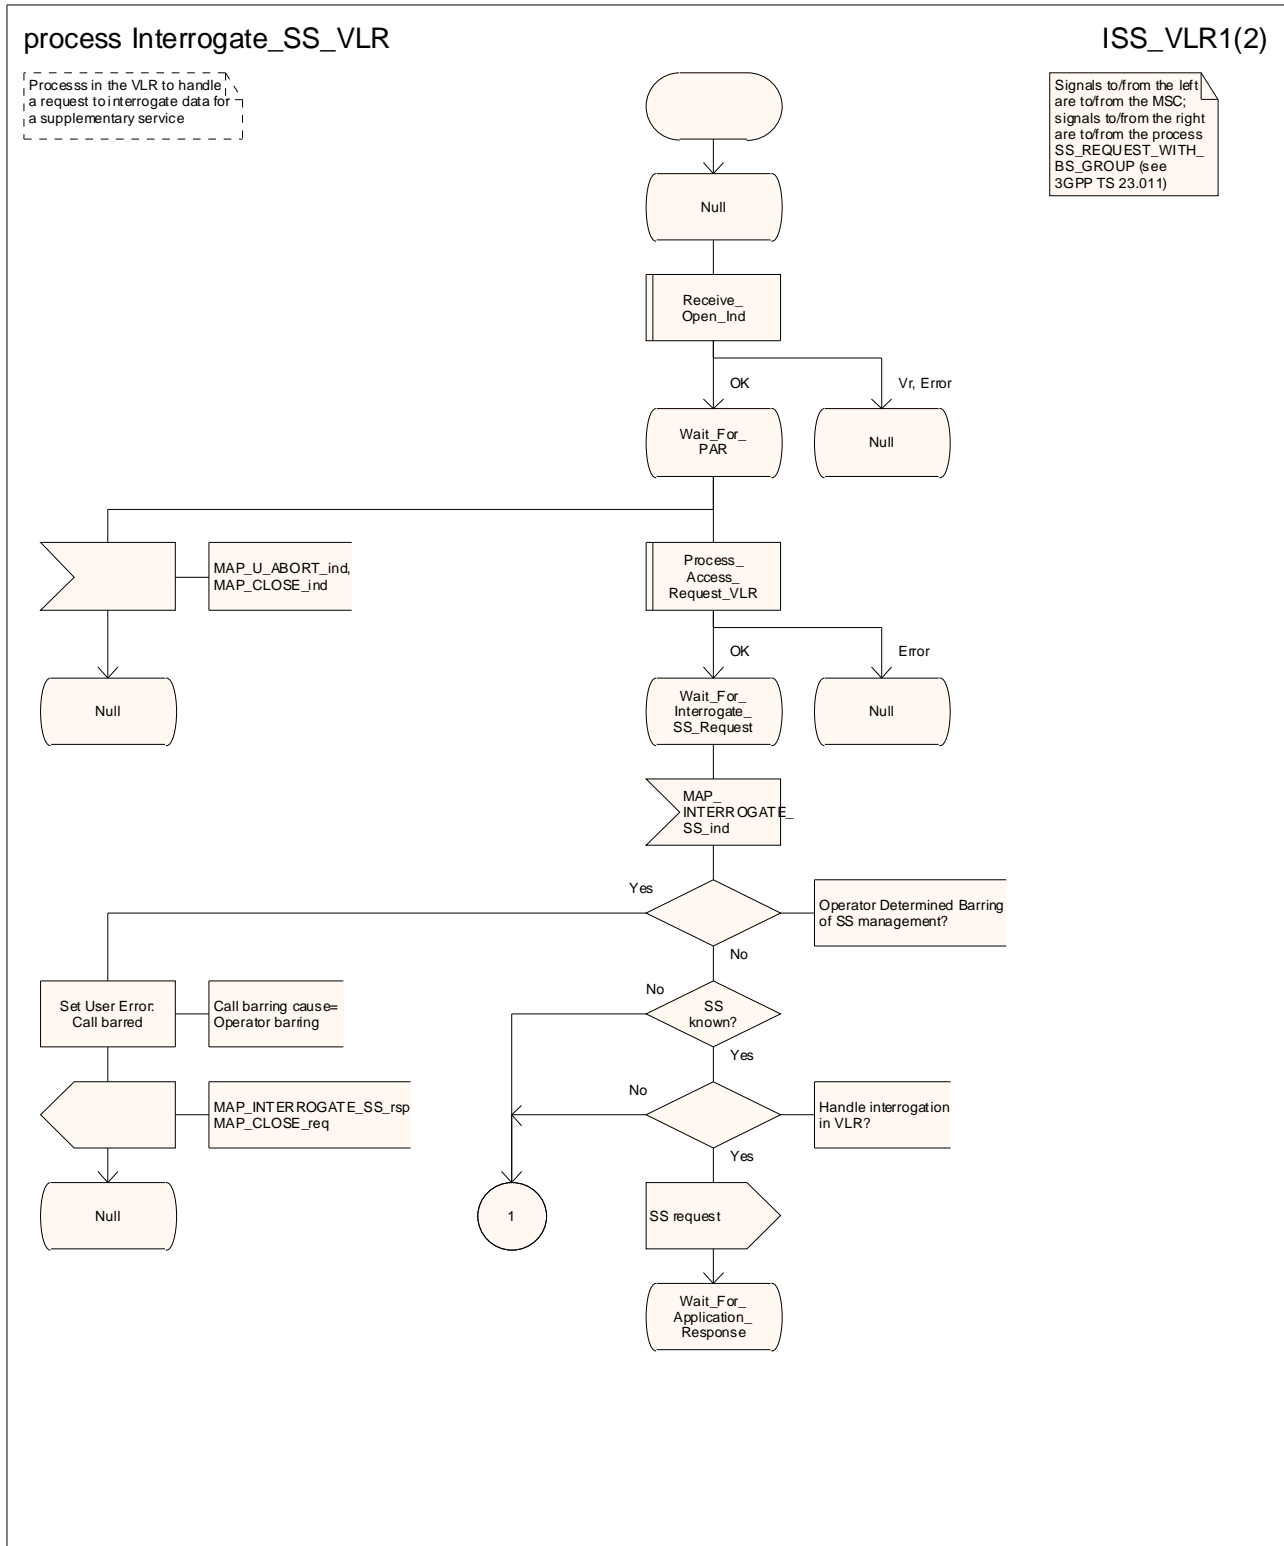 process Interrogate_SS_VLR
ISS_VLR1(2)
Processs in the VLR to handle
a request to interrogate data for
a supplementary service
Signals to/from the left
are to/from the MSC;
signals to/from the right
are to/from the process
SS_REQUEST_WITH_
BS_GROUP (see
3GPP TS 23.011)
Null
Receive_
Open_Ind
OK
Vr, Error
Wait_For_
PAR
Null
MAP_U_ABORT_ind,
MAP_CLOSE_ind
Process_
Access_
Request_VLR
OK
Error
Null
Wait_For_
Interrogate_
SS_Request
Null
MAP_
INTERROGATE_
SS_ind
Yes
Operator Determined Barring
of SS management?
No
Set User Error:
Call barred
Call barring cause=
Operator barring
No
SS
known?
Yes
MAP_INTERROGATE_SS_rsp
MAP_CLOSE_req
No
Handle interrogation
in VLR?
Yes
Null
1
SS request
Wait_For_
Application_
Response